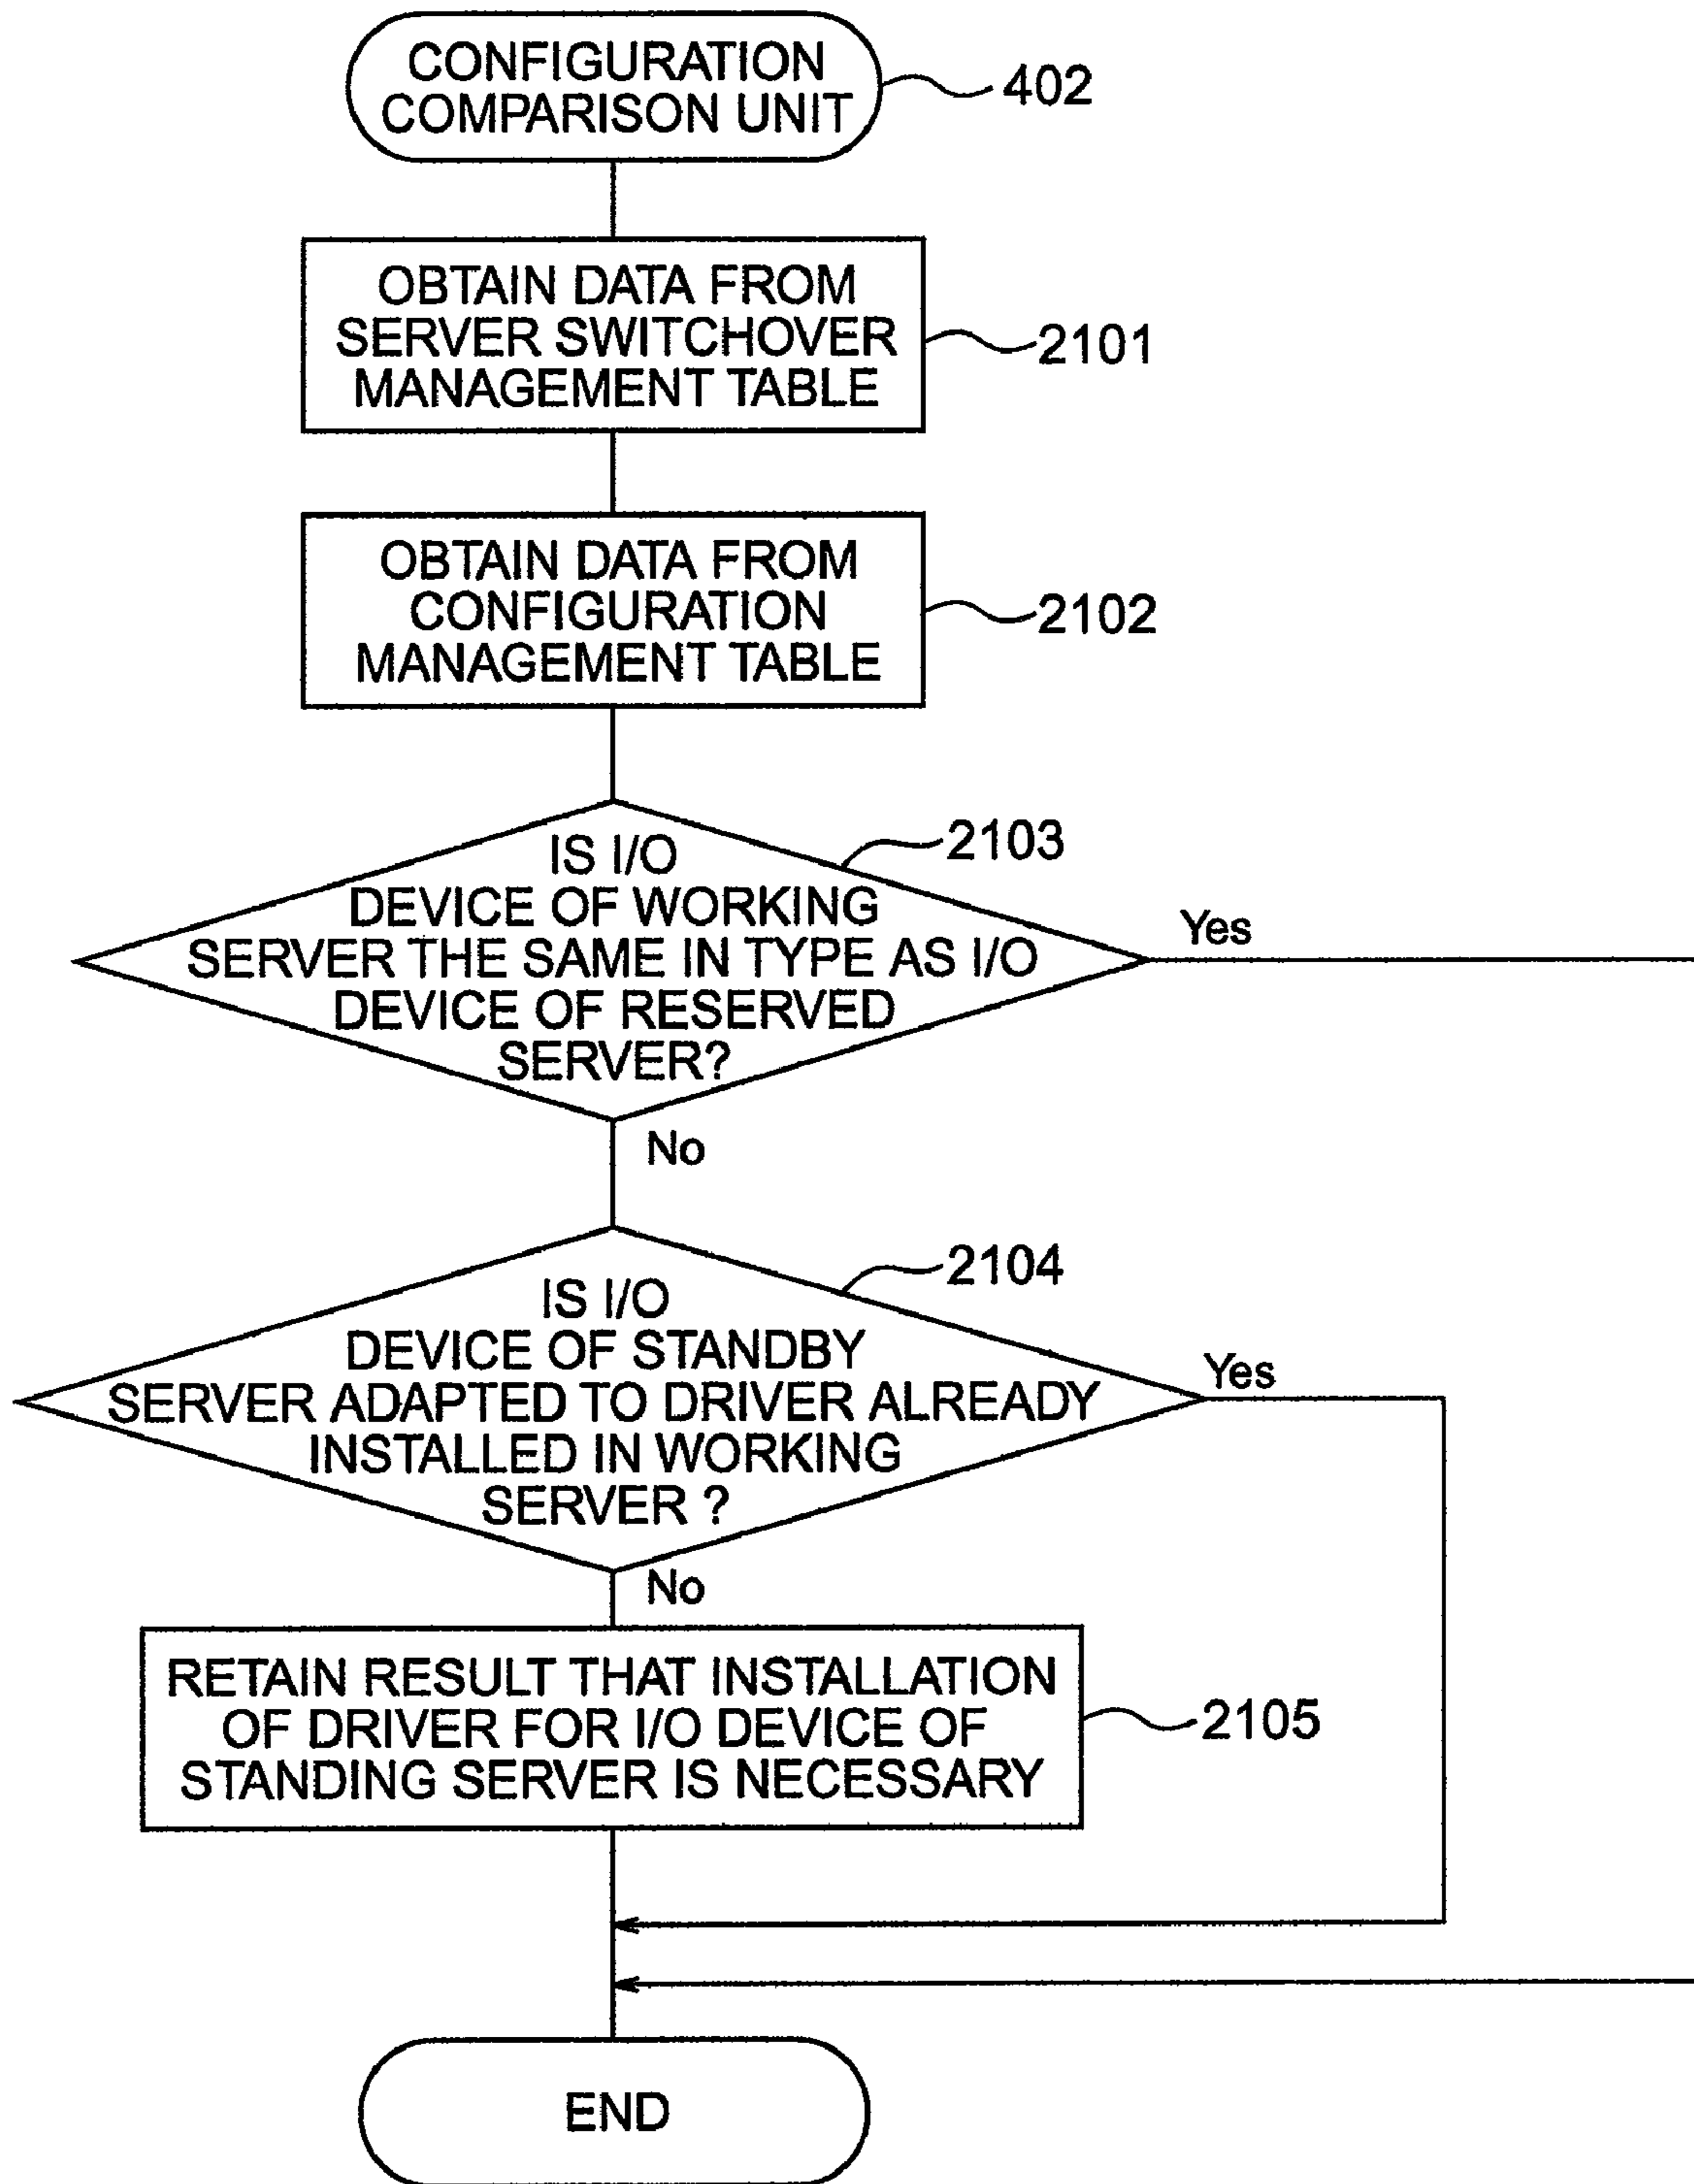 CONFIGURATION
COMPARISON UNIT
402
OBTAIN DATA FROM
SERVER SWITCHOVER
MANAGEMENT TABLE
2101
OBTAIN DATA FROM
CONFIGURATION
MANAGEMENT TABLE
2102
IS I/O
DEVICE OF WORKING
SERVER THE SAME IN TYPE AS I/O
DEVICE OF RESERVED
SERVER?
2103
Yes
No
IS I/O
DEVICE OF STANDBY
SERVER ADAPTED TO DRIVER ALREADY
INSTALLED IN WORKING
SERVER ?
2104
Yes
No
RETAIN RESULT THAT INSTALLATION
OF DRIVER FOR I/O DEVICE OF
STANDING SERVER IS NECESSARY
2105
END